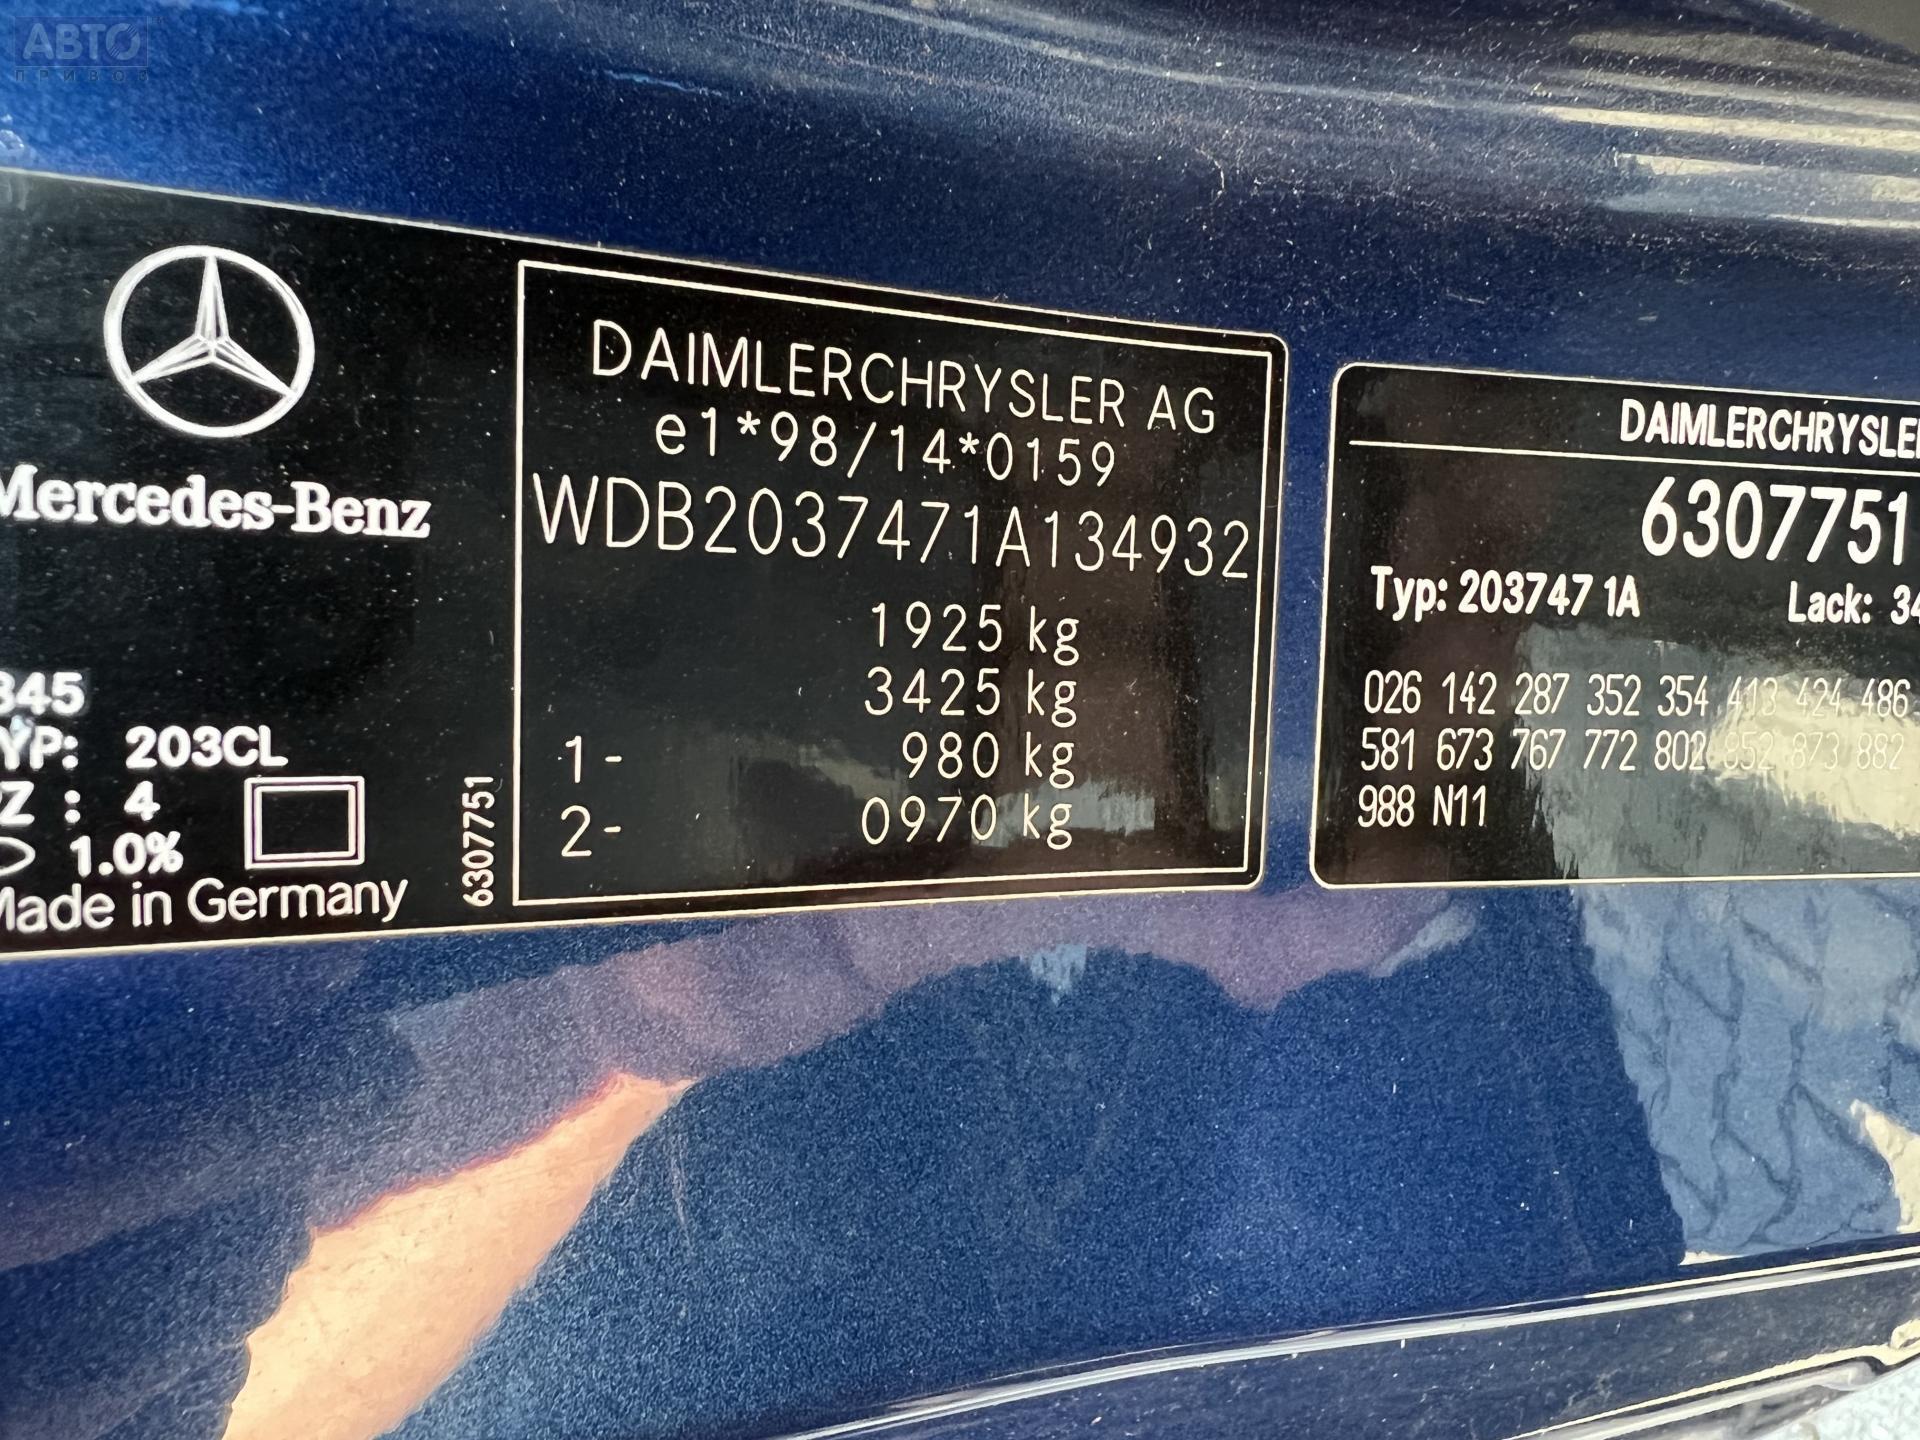 АВТО
ПРИВОЗ
Mercedes-Benz
345
YP: 203CL
Z : 4
1.0%
Made in Germany
6307751
DAIMLERCHRYSLER AG
e1*98/14*0159
WDB2037471A134932
1925 kg
3425 kg
1- 980 kg
2- 0970 kg
DAIMLERCHRYSLER
6307751
Typ: 203747 1A Lack: 34
026 142 287 352 354 413 424 486
581 673 767 772 802 852 873 882
988 N11